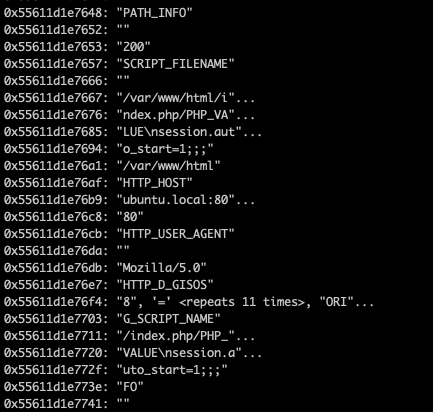 0x55611d1e7648: "PATH_INFO"
0x55611d1e7652: ""
0x55611d1e7653: "200"
0x55611d1e7657: "SCRIPT_FILENAME"
0x55611d1e7666: ""
0x55611d1e7667: "/var/www/html/i"...
0x55611d1e7676: "ndex.php/PHP_VA"...
0x55611d1e7685: "LUE\nsession.aut"...
0x55611d1e7694: "o_start=1;;;"
0x55611d1e76a1: "/var/www/html"
0x55611d1e76af: "HTTP_HOST"
0x55611d1e76b9: "ubuntu.local:80"...
0x55611d1e76c8: "80"
0x55611d1e76cb: "HTTP_USER_AGENT"
0x55611d1e76da: ""
0x55611d1e76db: "Mozilla/5.0"
0x55611d1e76e7: "HTTP_D_GISOS"
0x55611d1e76f4: "8", '=' <repeats 11 times>, "ORI"...
0x55611d1e7703: "G_SCRIPT_NAME"
0x55611d1e7711: "/index.php/PHP_"...
0x55611d1e7720: "VALUE\nsession.a"...
0x55611d1e772f: "uto_start=1;;;"
0x55611d1e773e: "FO"
0x55611d1e7741: ""